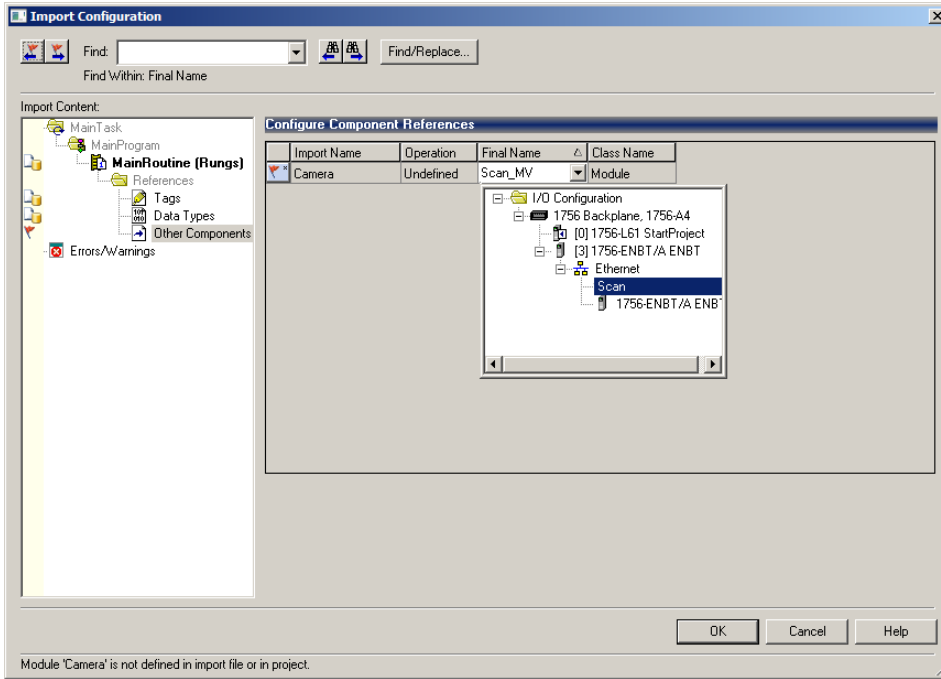 Import Configuration
Find:
Find/Replace...
Find Within: Final Name
Import Content:
MainTask
MainProgram
MainRoutine (Rungs)
References
Tags
Data Types
Other Components
Errors/Warnings
Configure Component References
Import Name Operation Final Name Class Name
Camera Undefined Scan_MV Module
I/O Configuration
1756 Backplane, 1756-A4
[0] 1756-L61 StartProject
[3] 1756-ENBT/A ENBT
Ethernet
Scan
1756-ENBT/A ENBT
OK Cancel Help
Module 'Camera' is not defined in import file or in project.